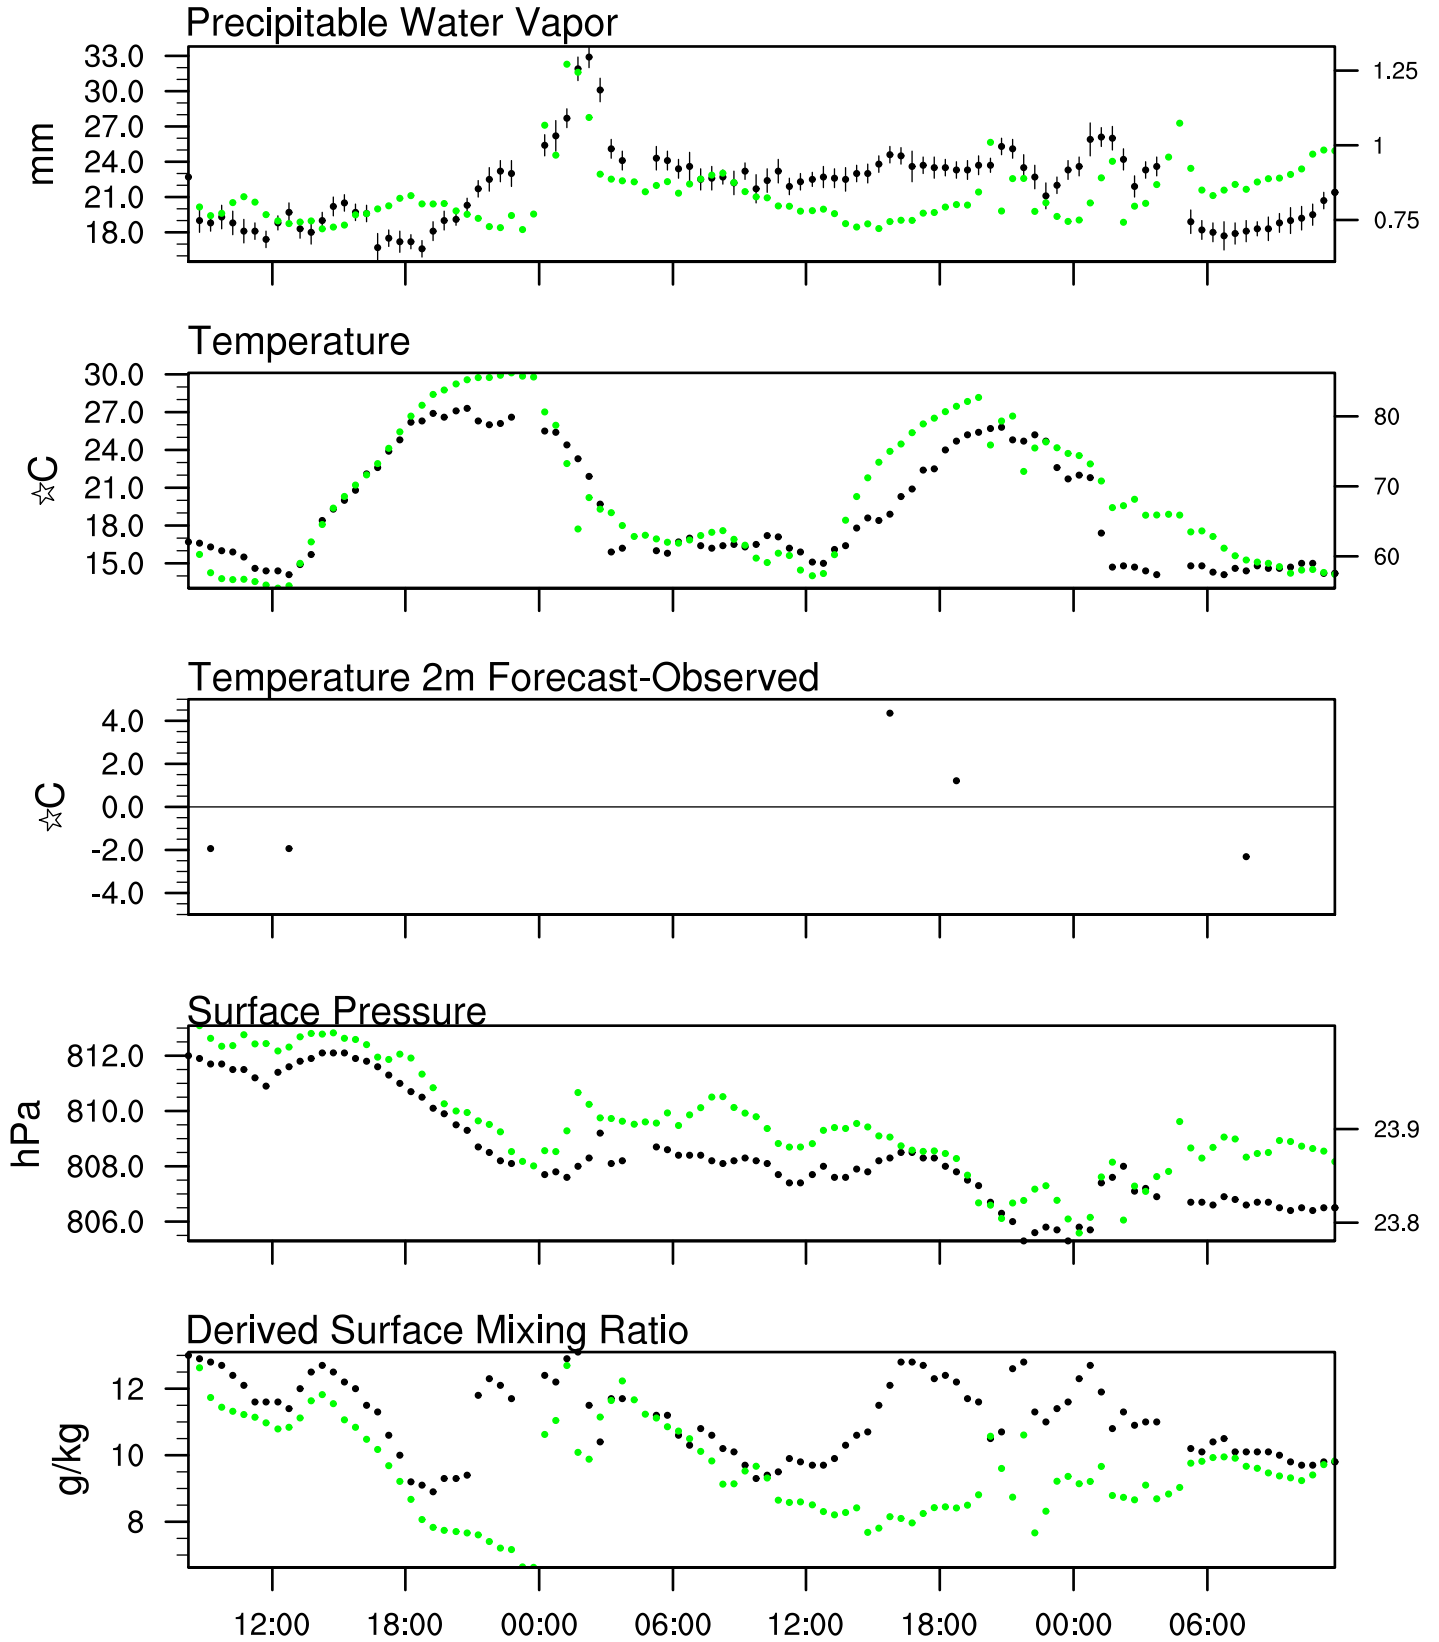 Precipitable Water Vapor
33.0
30.0
27.0
24.0
21.0
18.0
mm
1.25
1
0.75
Temperature
30.0
27.0
24.0
21.0
18.0
15.0
☆C
80
70
60
Temperature 2m Forecast-Observed
4.0
2.0
0.0
-2.0
-4.0
☆C
Surface Pressure
812.0
810.0
808.0
806.0
hPa
23.9
23.8
Derived Surface Mixing Ratio
12
10
8
g/kg
12:00 18:00 00:00 06:00 12:00 18:00 00:00 06:00